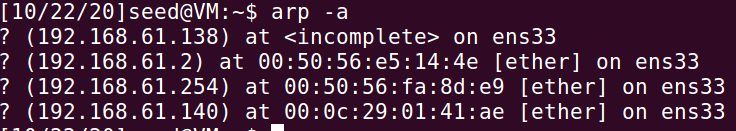 [10/22/20]seed@VM:~$ arp -a
? (192.168.61.138) at <incomplete> on ens33
? (192.168.61.2) at 00:50:56:e5:14:4e [ether] on ens33
? (192.168.61.254) at 00:50:56:fa:8d:e9 [ether] on ens33
? (192.168.61.140) at 00:0c:29:01:41:ae [ether] on ens33
[10/22/20]seed@VM:~$